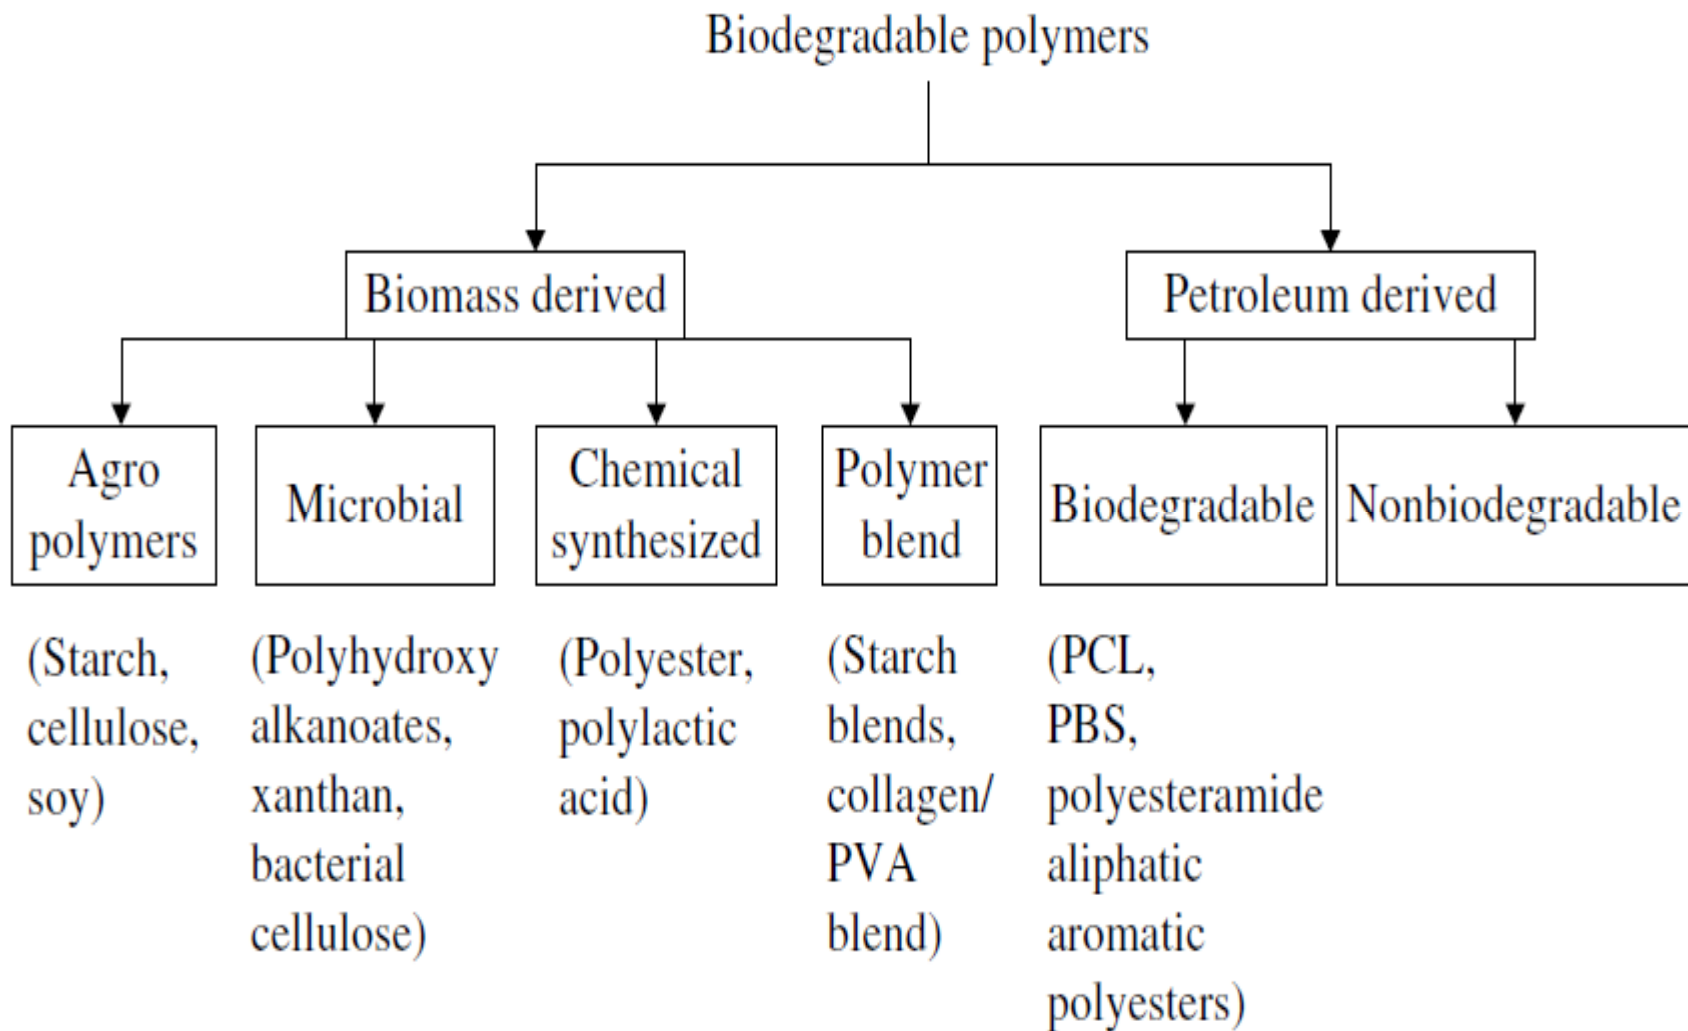 Biodegradable polymers
Biomass derived
Petroleum derived
Agro
polymers
Microbial
Chemical
synthesized
Polymer
blend
Biodegradable
Nonbiodegradable
(Starch,
cellulose,
soy)
(Polyhydroxy
alkanoates,
xanthan,
bacterial
cellulose)
(Polyester,
polylactic
acid)
(Starch
blends,
collagen/
PVA
blend)
(PCL,
PBS,
polyesteramide
aliphatic
aromatic
polyesters)